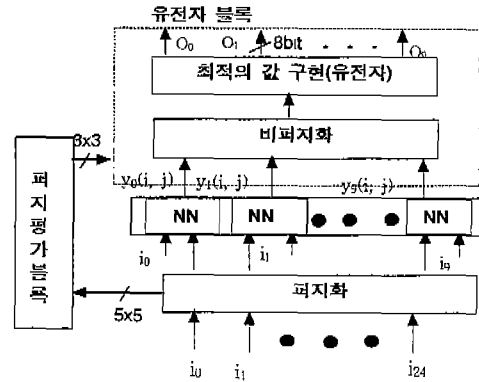 유전자 블록
O₀ O₁ 8bit O₉
최적의 값 구현(유전자)
비퍼지화
3x3
y₀(i, j) y₁(i, j) y₉(i, j)
NN NN NN
i₀ i₁ i₉
퍼지평가블록
퍼지화
5x5
i₀ i₁ i₂₄